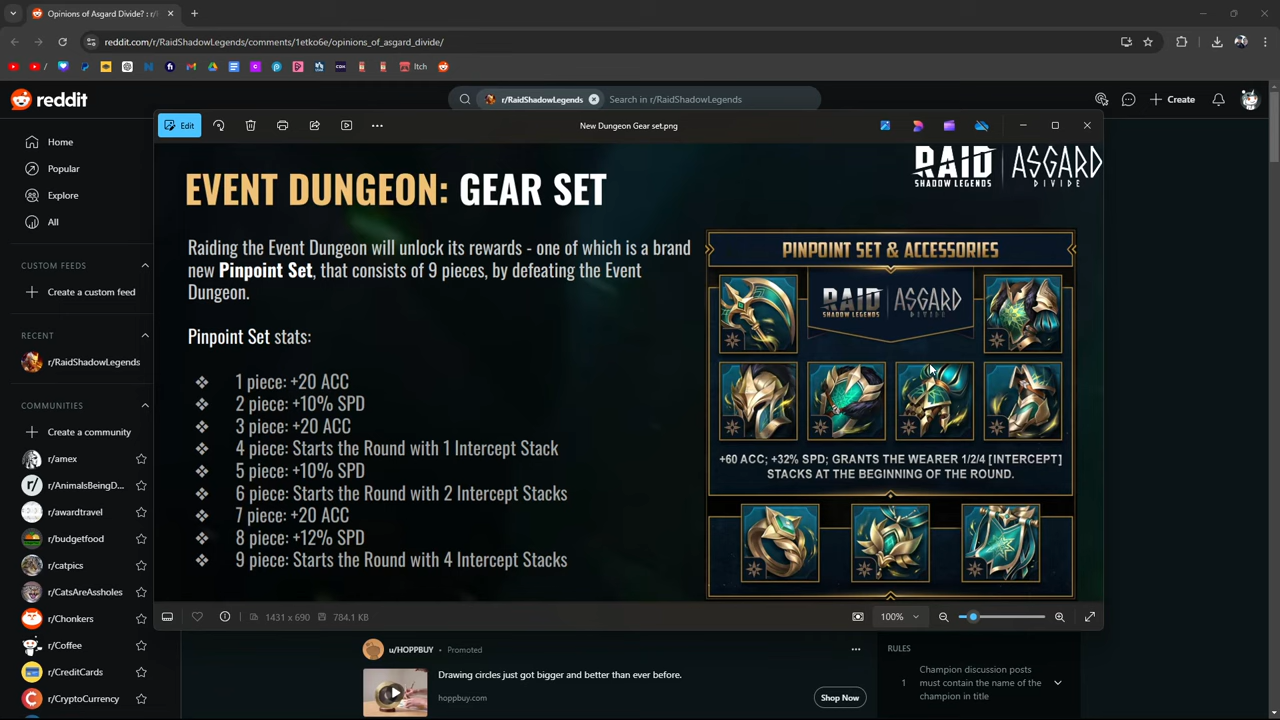 Opinions of Asgard Divide? : r/
reddit.com/r/RaidShadowLegends/comments/1etko6e/opinions_of_asgard_divide/
Itch
reddit
r/RaidShadowLegends
Search in r/RaidShadowLegends
Create
Home
Popular
Explore
All
CUSTOM FEEDS
Create a custom feed
RECENT
r/RaidShadowLegends
COMMUNITIES
Create a community
r/amex
r/AnimalsBeingD...
r/awardtravel
r/budgetfood
r/catpics
r/CatsAreAssholes
r/Chonkers
r/Coffee
r/CreditCards
r/CryptoCurrency
Edit
New Dungeon Gear set.png
RAID
SHADOW LEGENDS
ASGARD
DIVIDE
EVENT DUNGEON: GEAR SET
Raiding the Event Dungeon will unlock its rewards - one of which is a brand
new Pinpoint Set, that consists of 9 pieces, by defeating the Event
Dungeon.
Pinpoint Set stats:
❖ 1 piece: +20 ACC
❖ 2 piece: +10% SPD
❖ 3 piece: +20 ACC
❖ 4 piece: Starts the Round with 1 Intercept Stack
❖ 5 piece: +10% SPD
❖ 6 piece: Starts the Round with 2 Intercept Stacks
❖ 7 piece: +20 ACC
❖ 8 piece: +12% SPD
❖ 9 piece: Starts the Round with 4 Intercept Stacks
PINPOINT SET & ACCESSORIES
RAID
SHADOW LEGENDS
ASGARD
DIVIDE
+60 ACC; +32% SPD; GRANTS THE WEARER 1/2/4 [INTERCEPT]
STACKS AT THE BEGINNING OF THE ROUND.
1431 x 690
784.1 KB
100%
u/HOPPBUY • Promoted
Drawing circles just got bigger and better than ever before.
hoppbuy.com
Shop Now
RULES
1
Champion discussion posts
must contain the name of the
champion in title